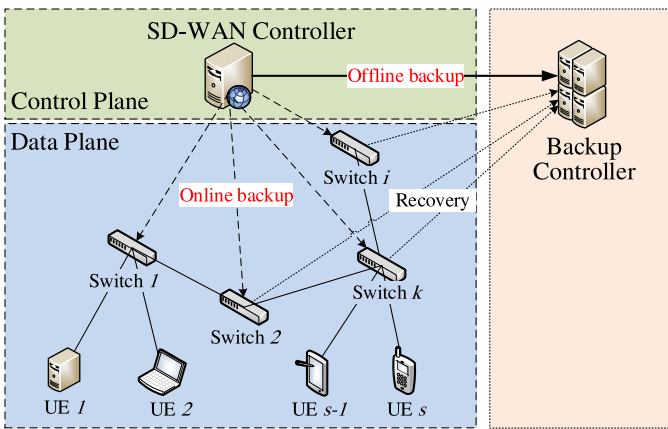 SD-WAN Controller
Offline backup
Control Plane
Data Plane
Backup
Controller
Switch i
Online backup
Recovery
Switch 1
Switch k
Switch 2
UE 1
UE 2
UE s-1
UE s